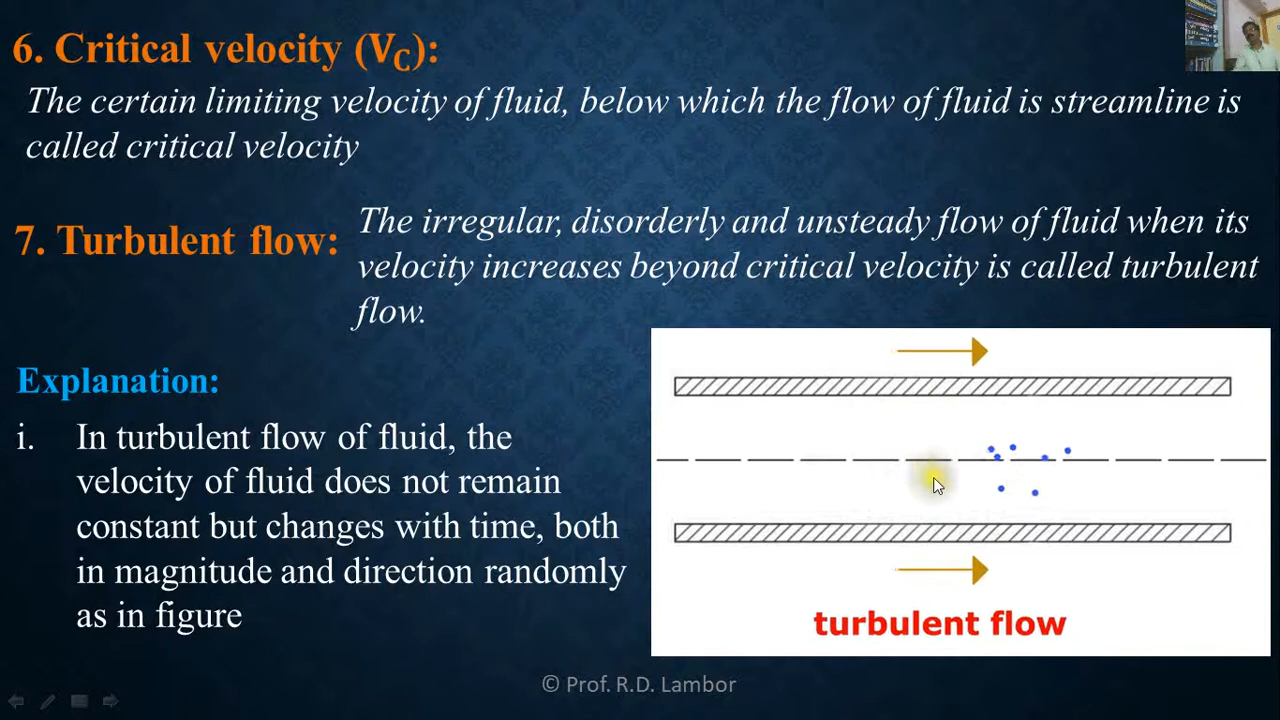 6. Critical velocity (V_C):
The certain limiting velocity of fluid, below which the flow of fluid is streamline is
called critical velocity
7. Turbulent flow:
The irregular, disorderly and unsteady flow of fluid when its
velocity increases beyond critical velocity is called turbulent
flow.
Explanation:
i. In turbulent flow of fluid, the
velocity of fluid does not remain
constant but changes with time, both
in magnitude and direction randomly
as in figure
turbulent flow
© Prof. R.D. Lambor